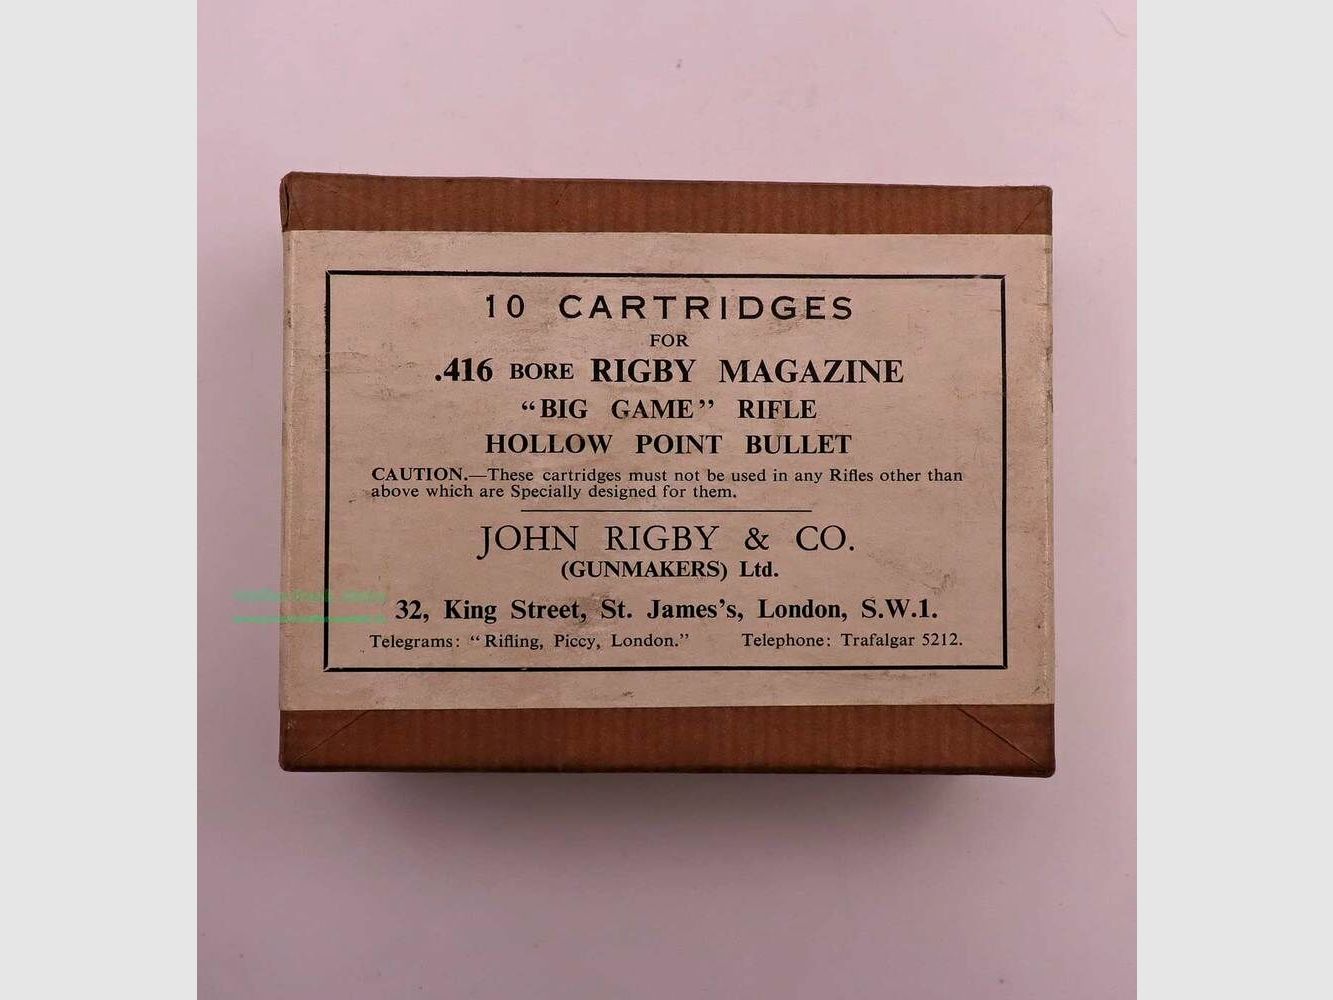 10 CARTRIDGES
FOR
.416 BORE RIGBY MAGAZINE
“BIG GAME” RIFLE
HOLLOW POINT BULLET
CAUTION.—These cartridges must not be used in any Rifles other than
above which are Specially designed for them.
JOHN RIGBY & CO.
(GUNMAKERS) Ltd.
32, King Street, St. James's, London, S.W.1.
Telegrams: “Rifling, Piccy, London.” Telephone: Trafalgar 5212.